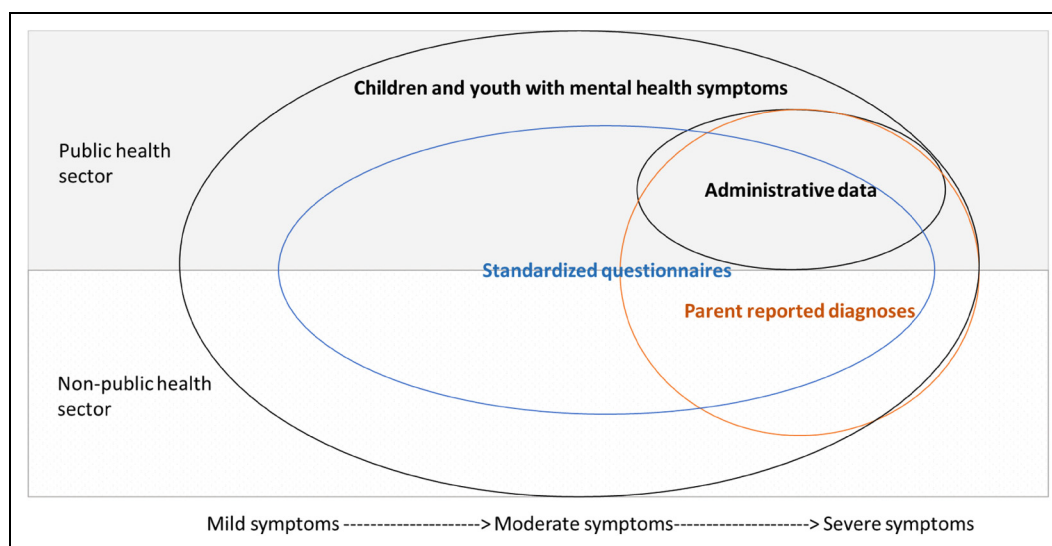 Children and youth with mental health symptoms
Public health
sector
Administrative data
Standardized questionnaires
Parent reported diagnoses
Non-public health
sector
Mild symptoms --------------------> Moderate symptoms--------------------> Severe symptoms